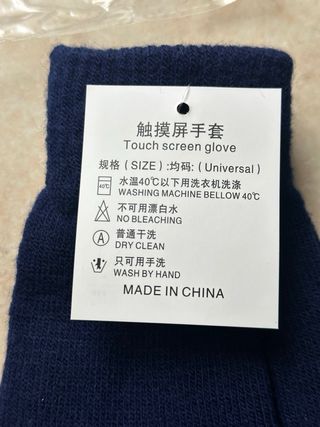 触摸屏手套
Touch screen glove
规格(SIZE):均码:(Universal)
40℃ 水温40℃以下用洗衣机洗涤
WASHING MACHINE BELLOW 40℃
不可用漂白水
NO BLEACHING
A 普通干洗
DRY CLEAN
只可用手洗
WASH BY HAND
MADE IN CHINA